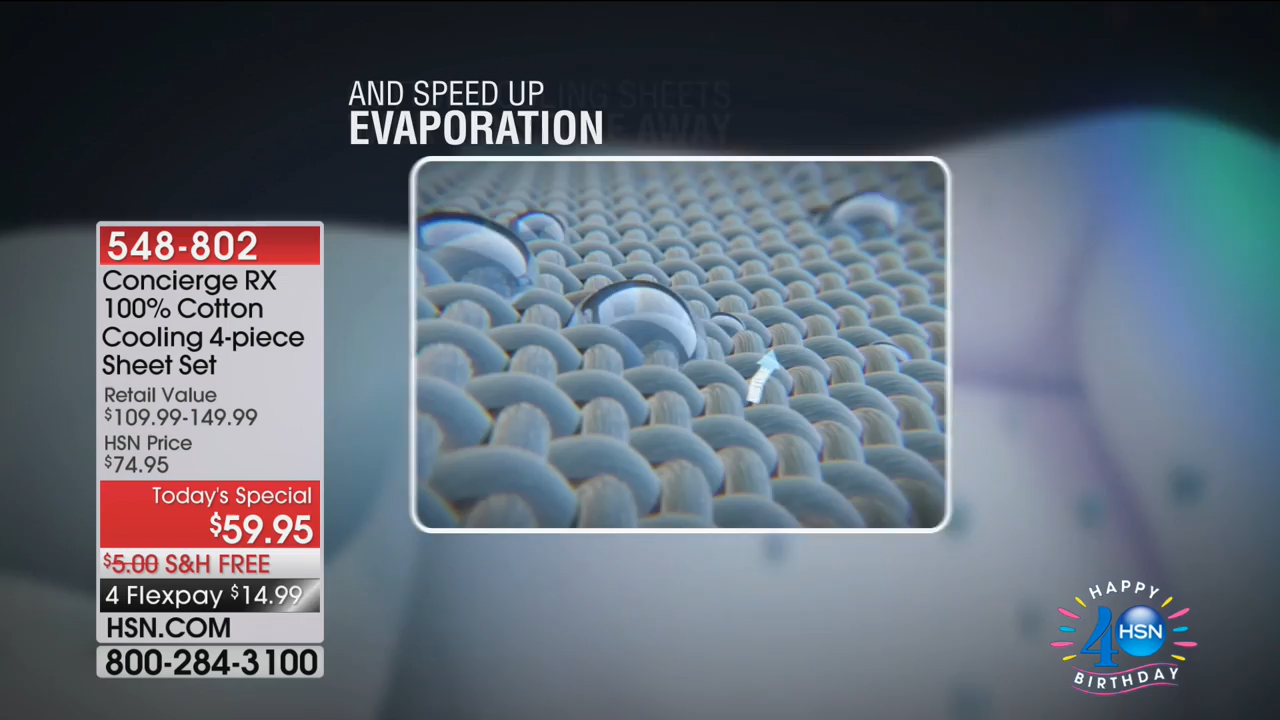 AND SPEED UP
EVAPORATION
548-802
Concierge RX
100% Cotton
Cooling 4-piece
Sheet Set
Retail Value
$109.99-149.99
HSN Price
$74.95
Today's Special
$59.95
$5.00 S&H FREE
4 Flexpay $14.99
HSN.COM
800-284-3100
HAPPY
40
HSN
BIRTHDAY